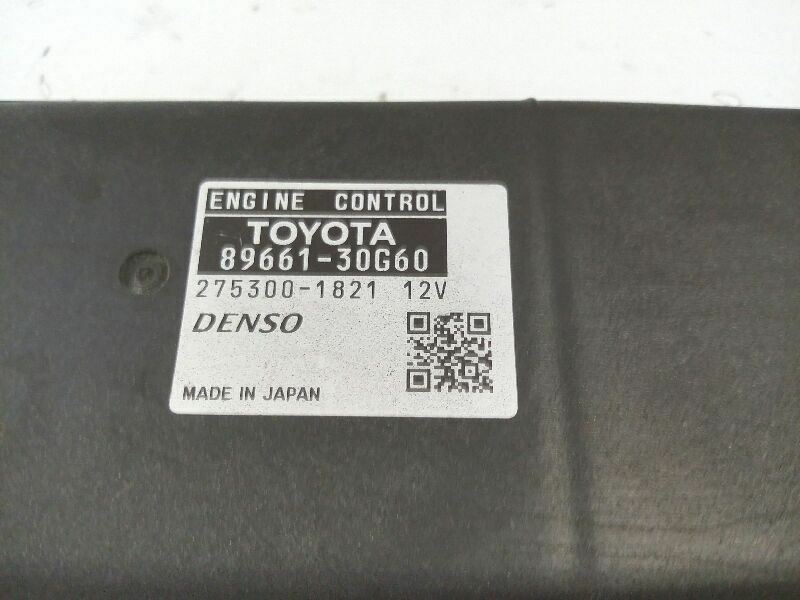 ENGINE CONTROL
TOYOTA
89661-30G60
275300-1821 12V
DENSO
MADE IN JAPAN